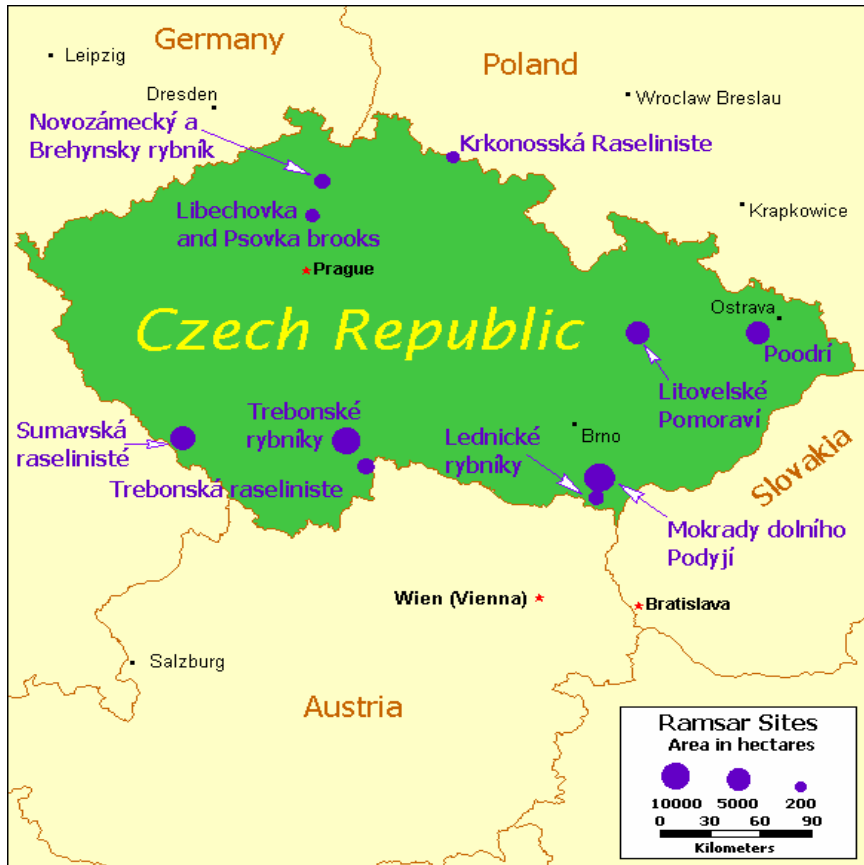 Germany
Leipzig
Poland
Dresden
Wroclaw Breslau
Novozámecký a
Brehynsky rybník
Krkonosská Raseliniste
Libechovka
and Psovka brooks
Krapkowice
Prague
Ostrava
Czech Republic
Poodrí
Litovelské
Pomoraví
Sumavská
raselinisté
Trebonské
rybníky
Lednické
rybníky
Brno
Trebonská raseliniste
Slovakia
Mokrady dolního
Podyjí
Wien (Vienna)
Bratislava
Salzburg
Austria
Ramsar Sites
Area in hectares
10000 5000 200
0 30 60 90
Kilometers